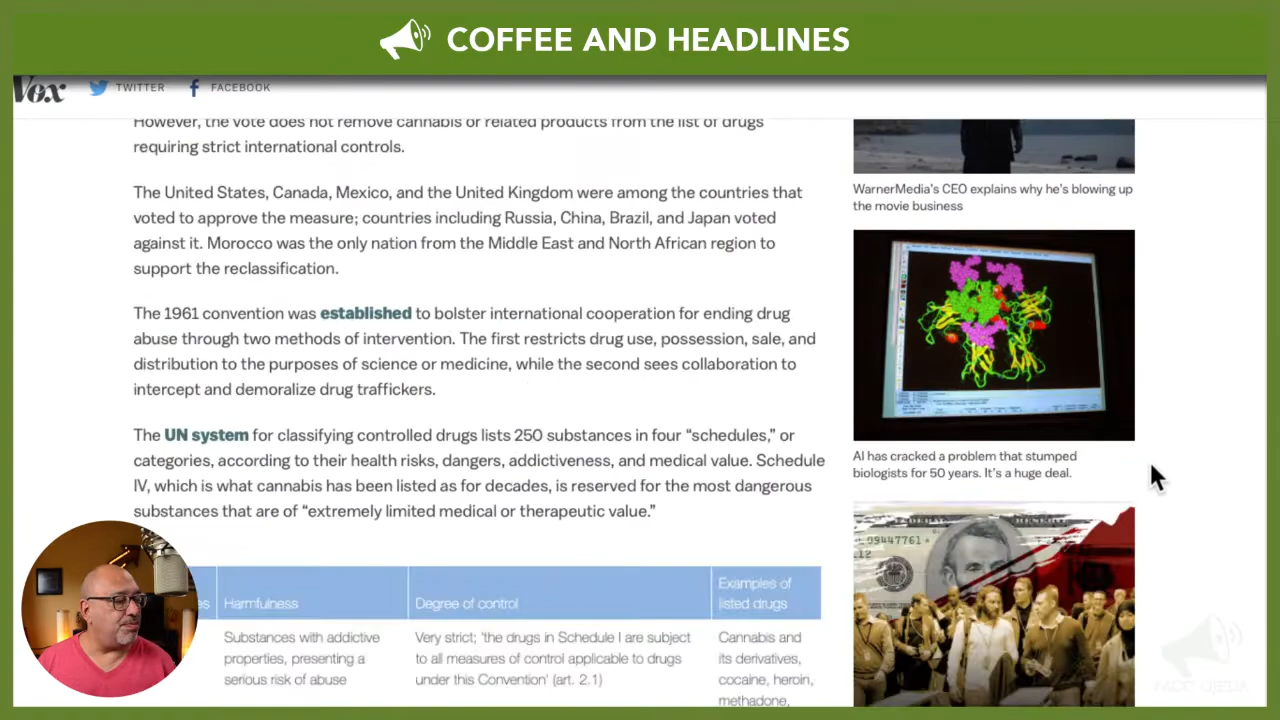 COFFEE AND HEADLINES
Vox
TWITTER
FACEBOOK
However, the vote does not remove cannabis or related products from the list of drugs
requiring strict international controls.
The United States, Canada, Mexico, and the United Kingdom were among the countries that
voted to approve the measure; countries including Russia, China, Brazil, and Japan voted
against it. Morocco was the only nation from the Middle East and North African region to
support the reclassification.
The 1961 convention was established to bolster international cooperation for ending drug
abuse through two methods of intervention. The first restricts drug use, possession, sale, and
distribution to the purposes of science or medicine, while the second sees collaboration to
intercept and demoralize drug traffickers.
The UN system for classifying controlled drugs lists 250 substances in four “schedules,” or
categories, according to their health risks, dangers, addictiveness, and medical value. Schedule
IV, which is what cannabis has been listed as for decades, is reserved for the most dangerous
substances that are of “extremely limited medical or therapeutic value.”
Harmfulness
Degree of control
Examples of
listed drugs
Substances with addictive
properties, presenting a
serious risk of abuse
Very strict; 'the drugs in Schedule I are subject
to all measures of control applicable to drugs
under this Convention' (art. 2.1)
Cannabis and
its derivatives,
cocaine, heroin,
methadone,
WarnerMedia's CEO explains why he's blowing up
the movie business
AI has cracked a problem that stumped
biologists for 50 years. It's a huge deal.
09447761